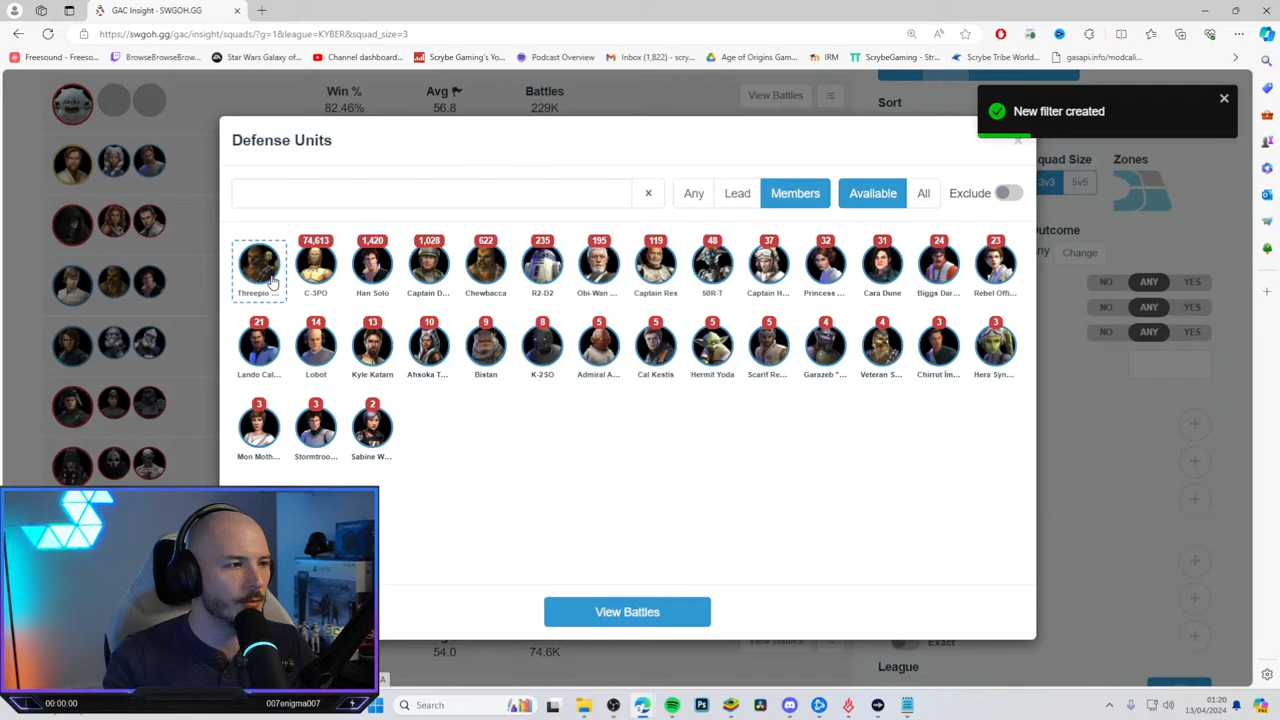 GAC Insight - SWGOH.GG
https://swgoh.gg/gac/insight/squads/?g=1&league=KYBER&squad_size=3
Freesound - Freeso...
BrowseBrowseBrow...
Star Wars Galaxy of...
Channel dashboard...
Scrybe Gaming's Yo...
Podcast Overview
Inbox (1,822) - scry...
Age of Origins Gam...
IRM
ScrybeGaming - Str...
Scrybe Tribe World...
gasapi.info/modcali...
Win %
Avg
Battles
82.46%
56.8
229K
View Battles
Sort
New filter created
Defense Units
Any
Lead
Members
Available
All
Exclude
quad Size
Zones
3v3
5v5
Outcome
Change
NO ANY YES
NO ANY YES
NO ANY YES
74,613
1,420
1,028
622
235
195
119
48
37
32
31
24
23
Threepio ...
C-3PO
Han Solo
Captain D...
Chewbacca
R2-D2
Obi-Wan ...
Captain Rex
50R-T
Captain H...
Princess ...
Cara Dune
Biggs Dar...
Rebel Offi...
21
14
13
10
9
8
5
5
5
5
4
4
3
3
Lando Cal...
Lobot
Kyle Katarn
Ahsoka T...
Bistan
K-2SO
Admiral A...
Cal Kestis
Hermit Yoda
Scarif Re...
Garazeb "...
Veteran S...
Chirrut Îm...
Hera Syn...
3
3
2
Mon Moth...
Stormtroo...
Sabine W...
View Battles
54.0
74.6K
Exact
League
00:00:00
007enigma007
Search
01:20
13/04/2024